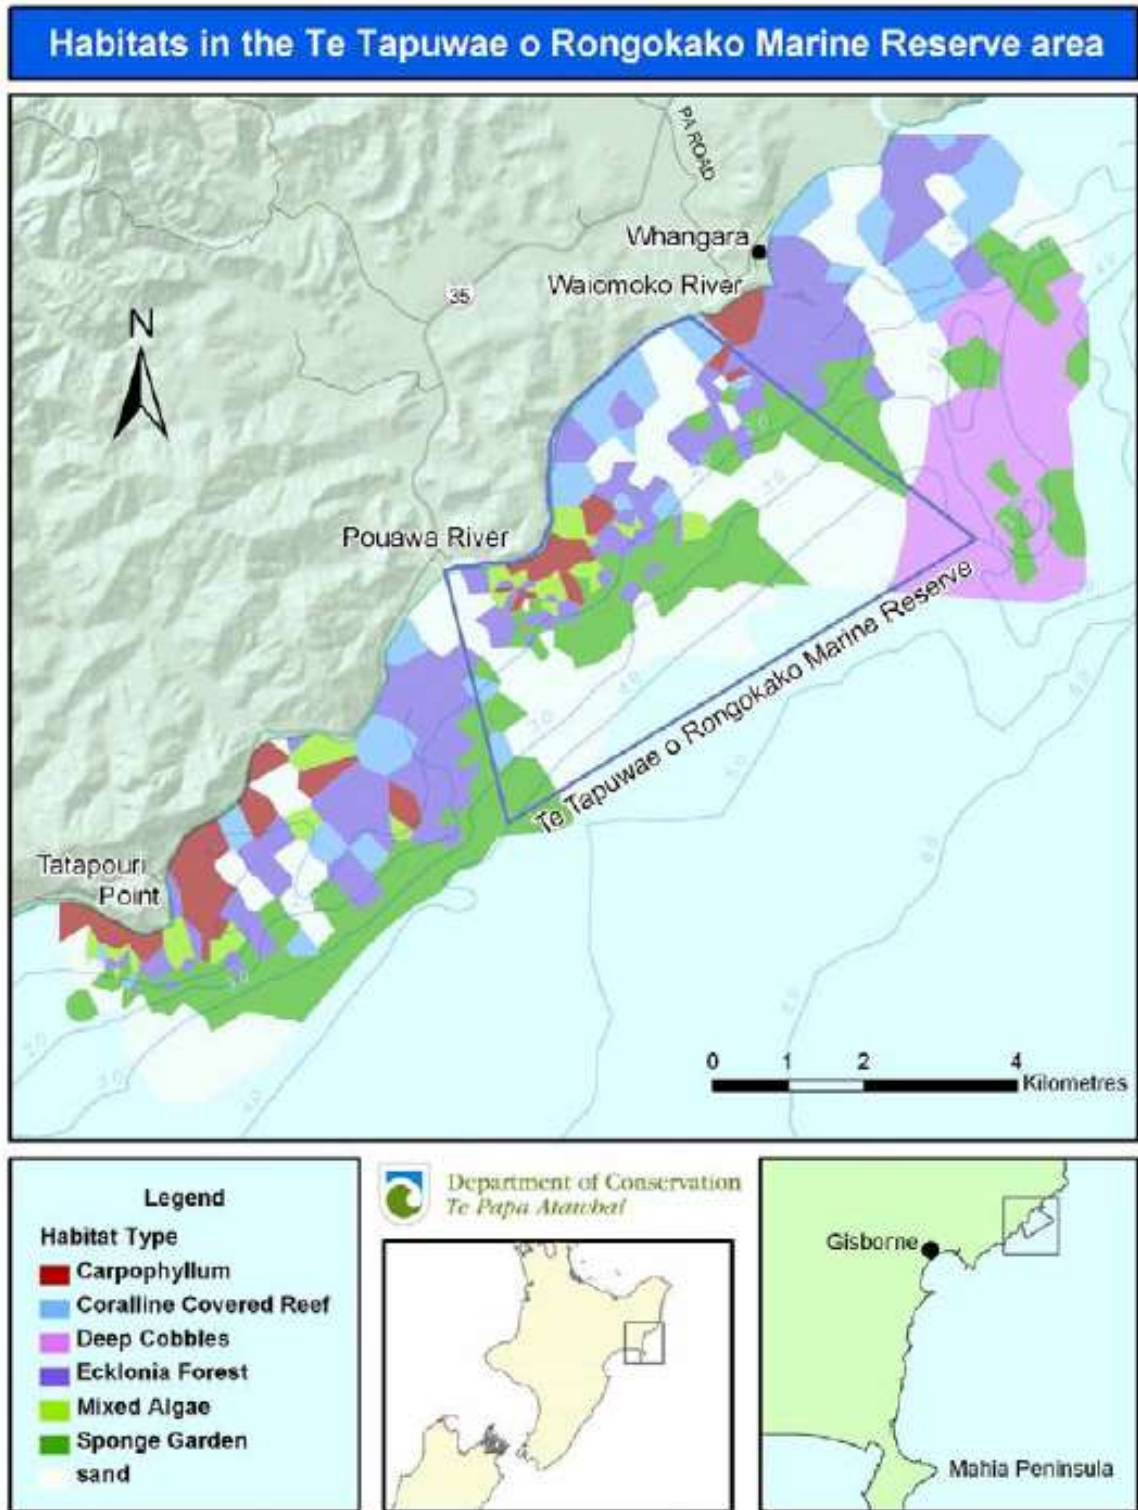 Habitats in the Te Tapuwae o Rongokako Marine Reserve area
PA ROAD
Whangara
Waiomoko River
35
N
Pouawa River
Te Tapuwae o Rongokako Marine Reserve
Tatapouri
Point
0 1 2 4
Kilometres
Legend
Habitat Type
Carpophyllum
Coralline Covered Reef
Deep Cobbles
Ecklonia Forest
Mixed Algae
Sponge Garden
sand
Department of Conservation
Te Papa Atawbai
Gisborne
Mahia Peninsula